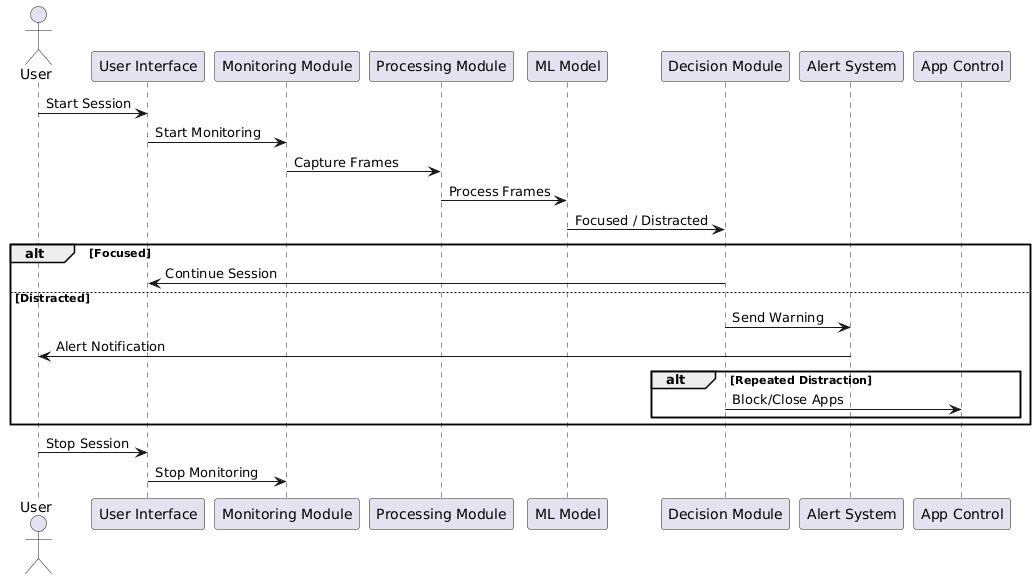 User
User Interface
Monitoring Module
Processing Module
ML Model
Decision Module
Alert System
App Control
Start Session
Start Monitoring
Capture Frames
Process Frames
Focused / Distracted
alt
[Focused]
Continue Session
[Distracted]
Send Warning
Alert Notification
alt
[Repeated Distraction]
Block/Close Apps
Stop Session
Stop Monitoring
User
User Interface
Monitoring Module
Processing Module
ML Model
Decision Module
Alert System
App Control